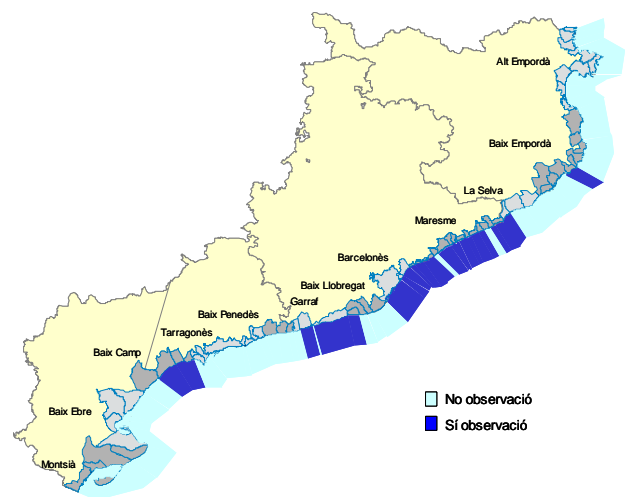 Alt Empordà
Baix Empordà
La Selva
Maresme
Barcelonès
Baix Llobregat
Garraf
Baix Penedès
Tarragonès
Baix Camp
Baix Ebre
Montsià
No observació
Sí observació